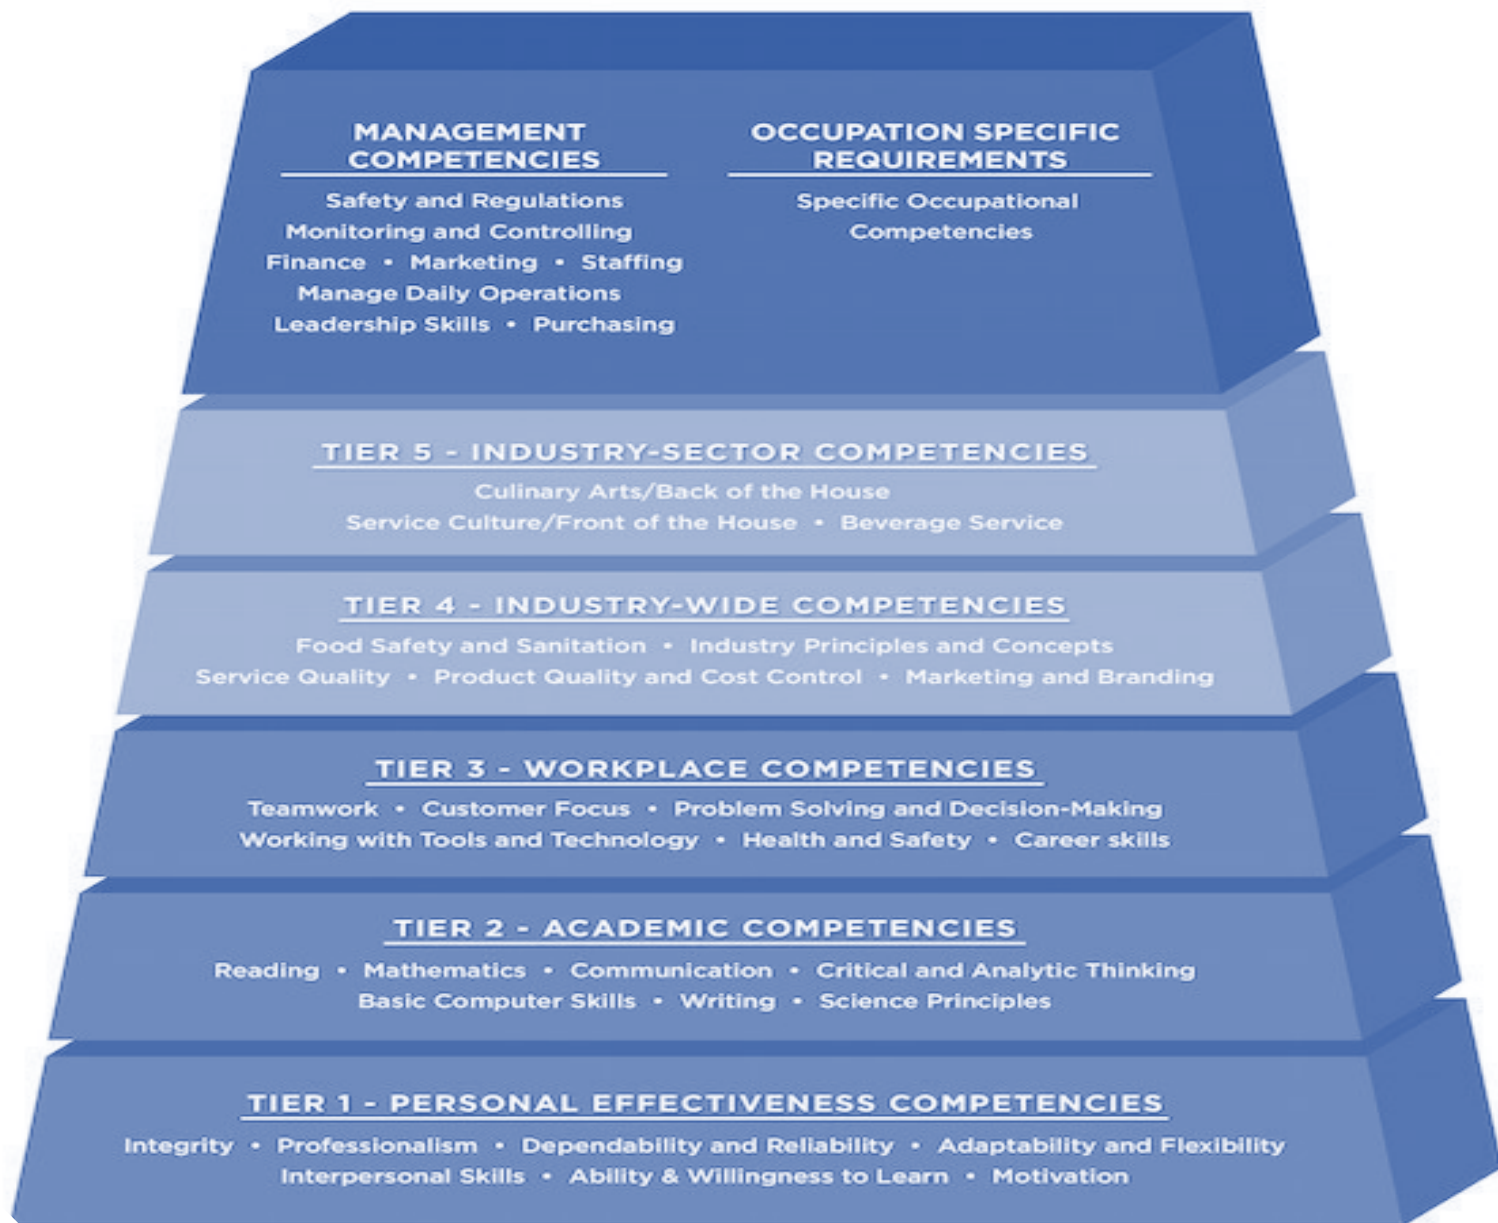 MANAGEMENT
COMPETENCIES
Safety and Regulations
Monitoring and Controlling
Finance • Marketing • Staffing
Manage Daily Operations
Leadership Skills • Purchasing
OCCUPATION SPECIFIC
REQUIREMENTS
Specific Occupational
Competencies
TIER 5 - INDUSTRY-SECTOR COMPETENCIES
Culinary Arts/Back of the House
Service Culture/Front of the House • Beverage Service
TIER 4 - INDUSTRY-WIDE COMPETENCIES
Food Safety and Sanitation • Industry Principles and Concepts
Service Quality • Product Quality and Cost Control • Marketing and Branding
TIER 3 - WORKPLACE COMPETENCIES
Teamwork • Customer Focus • Problem Solving and Decision-Making
Working with Tools and Technology • Health and Safety • Career skills
TIER 2 - ACADEMIC COMPETENCIES
Reading • Mathematics • Communication • Critical and Analytic Thinking
Basic Computer Skills • Writing • Science Principles
TIER 1 - PERSONAL EFFECTIVENESS COMPETENCIES
Integrity • Professionalism • Dependability and Reliability • Adaptability and Flexibility
Interpersonal Skills • Ability & Willingness to Learn • Motivation